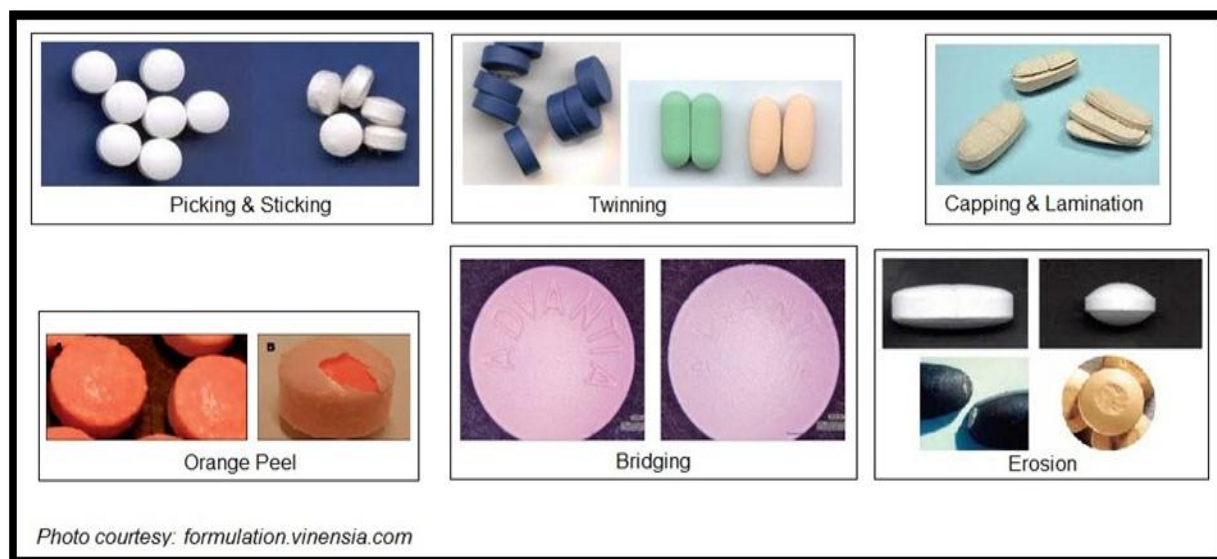 Picking & Sticking
Twinning
Capping & Lamination
A
B
Orange Peel
ADVANTIA
Bridging
Erosion
Photo courtesy: formulation.vinensia.com